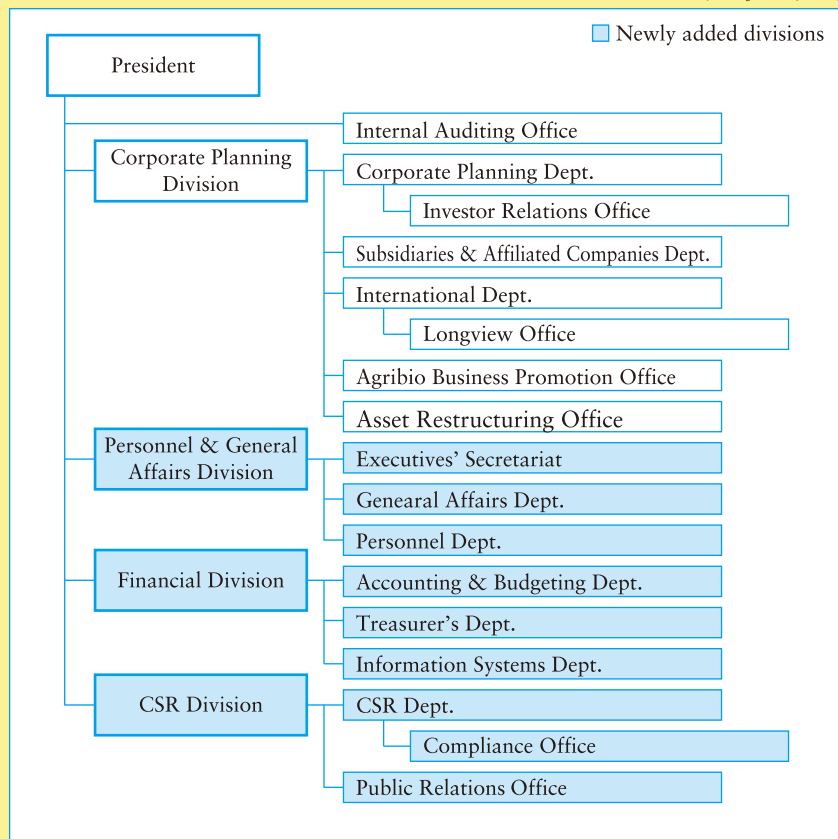 Newly added divisions
President
Internal Auditing Office
Corporate Planning
Division
Corporate Planning Dept.
Investor Relations Office
Subsidiaries & Affiliated Companies Dept.
International Dept.
Longview Office
Agribio Business Promotion Office
Asset Restructuring Office
Personnel & General
Affairs Division
Executives’ Secretariat
Genearal Affairs Dept.
Personnel Dept.
Financial Division
Accounting & Budgeting Dept.
Treasurer’s Dept.
Information Systems Dept.
CSR Division
CSR Dept.
Compliance Office
Public Relations Office